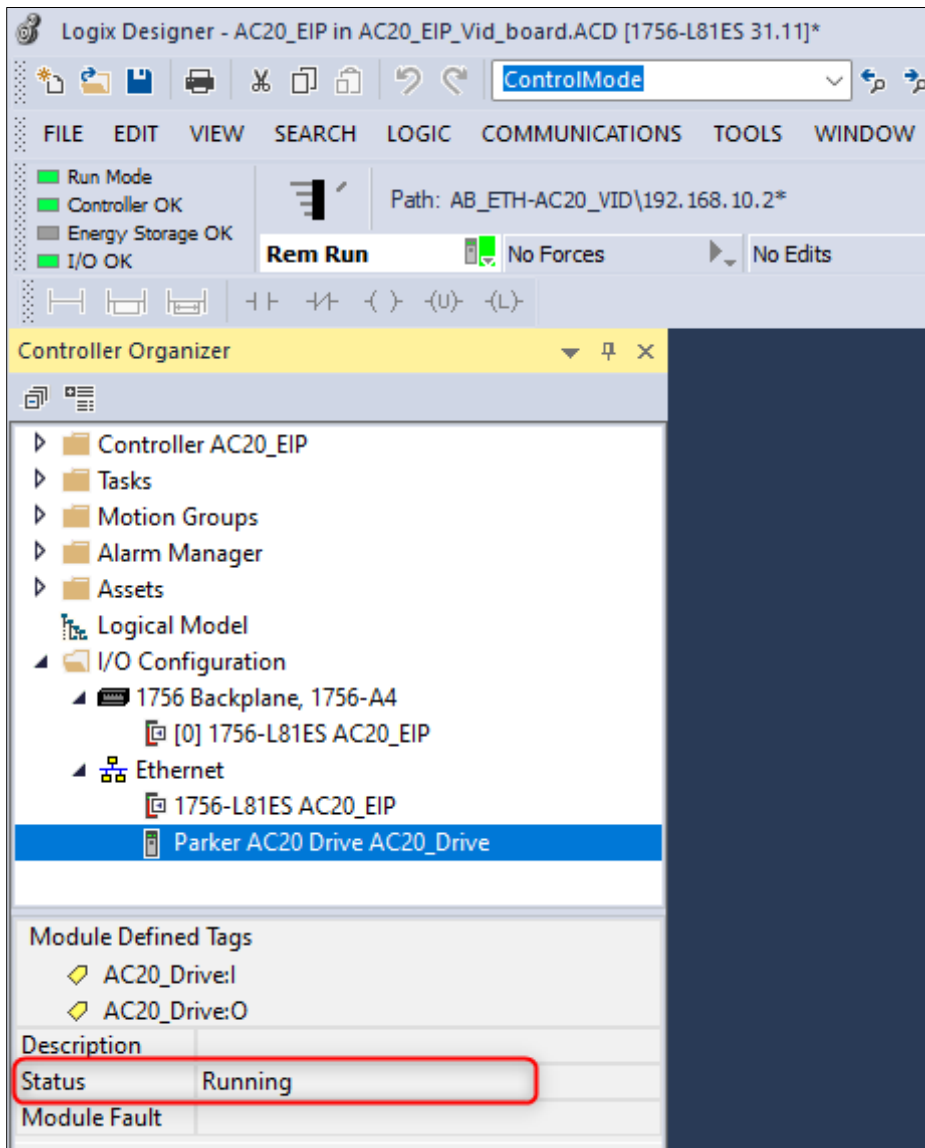 Logix Designer - AC20_EIP in AC20_EIP_Vid_board.ACD [1756-L81ES 31.11]*
ControlMode
FILE EDIT VIEW SEARCH LOGIC COMMUNICATIONS TOOLS WINDOW
Run Mode
Controller OK
Energy Storage OK
I/O OK
Path: AB_ETH-AC20_VID\192.168.10.2*
Rem Run No Forces No Edits
Controller Organizer
Controller AC20_EIP
Tasks
Motion Groups
Alarm Manager
Assets
Logical Model
I/O Configuration
1756 Backplane, 1756-A4
[0] 1756-L81ES AC20_EIP
Ethernet
1756-L81ES AC20_EIP
Parker AC20 Drive AC20_Drive
Module Defined Tags
AC20_Drive:I
AC20_Drive:O
Description
Status Running
Module Fault